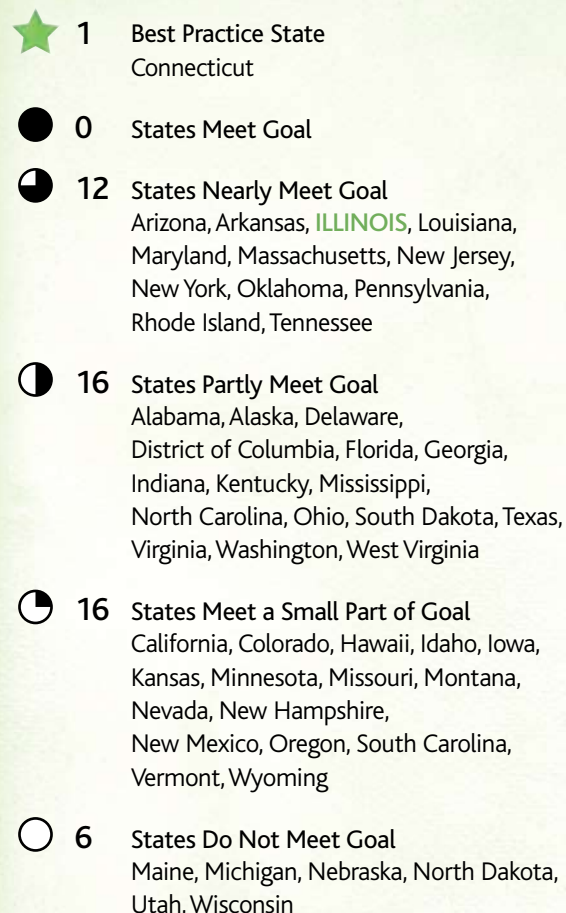 1 Best Practice State
Connecticut
0 States Meet Goal
12 States Nearly Meet Goal
Arizona, Arkansas, ILLINOIS, Louisiana,
Maryland, Massachusetts, New Jersey,
New York, Oklahoma, Pennsylvania,
Rhode Island, Tennessee
16 States Partly Meet Goal
Alabama, Alaska, Delaware,
District of Columbia, Florida, Georgia,
Indiana, Kentucky, Mississippi,
North Carolina, Ohio, South Dakota, Texas,
Virginia, Washington, West Virginia
16 States Meet a Small Part of Goal
California, Colorado, Hawaii, Idaho, Iowa,
Kansas, Minnesota, Missouri, Montana,
Nevada, New Hampshire,
New Mexico, Oregon, South Carolina,
Vermont, Wyoming
6 States Do Not Meet Goal
Maine, Michigan, Nebraska, North Dakota,
Utah, Wisconsin